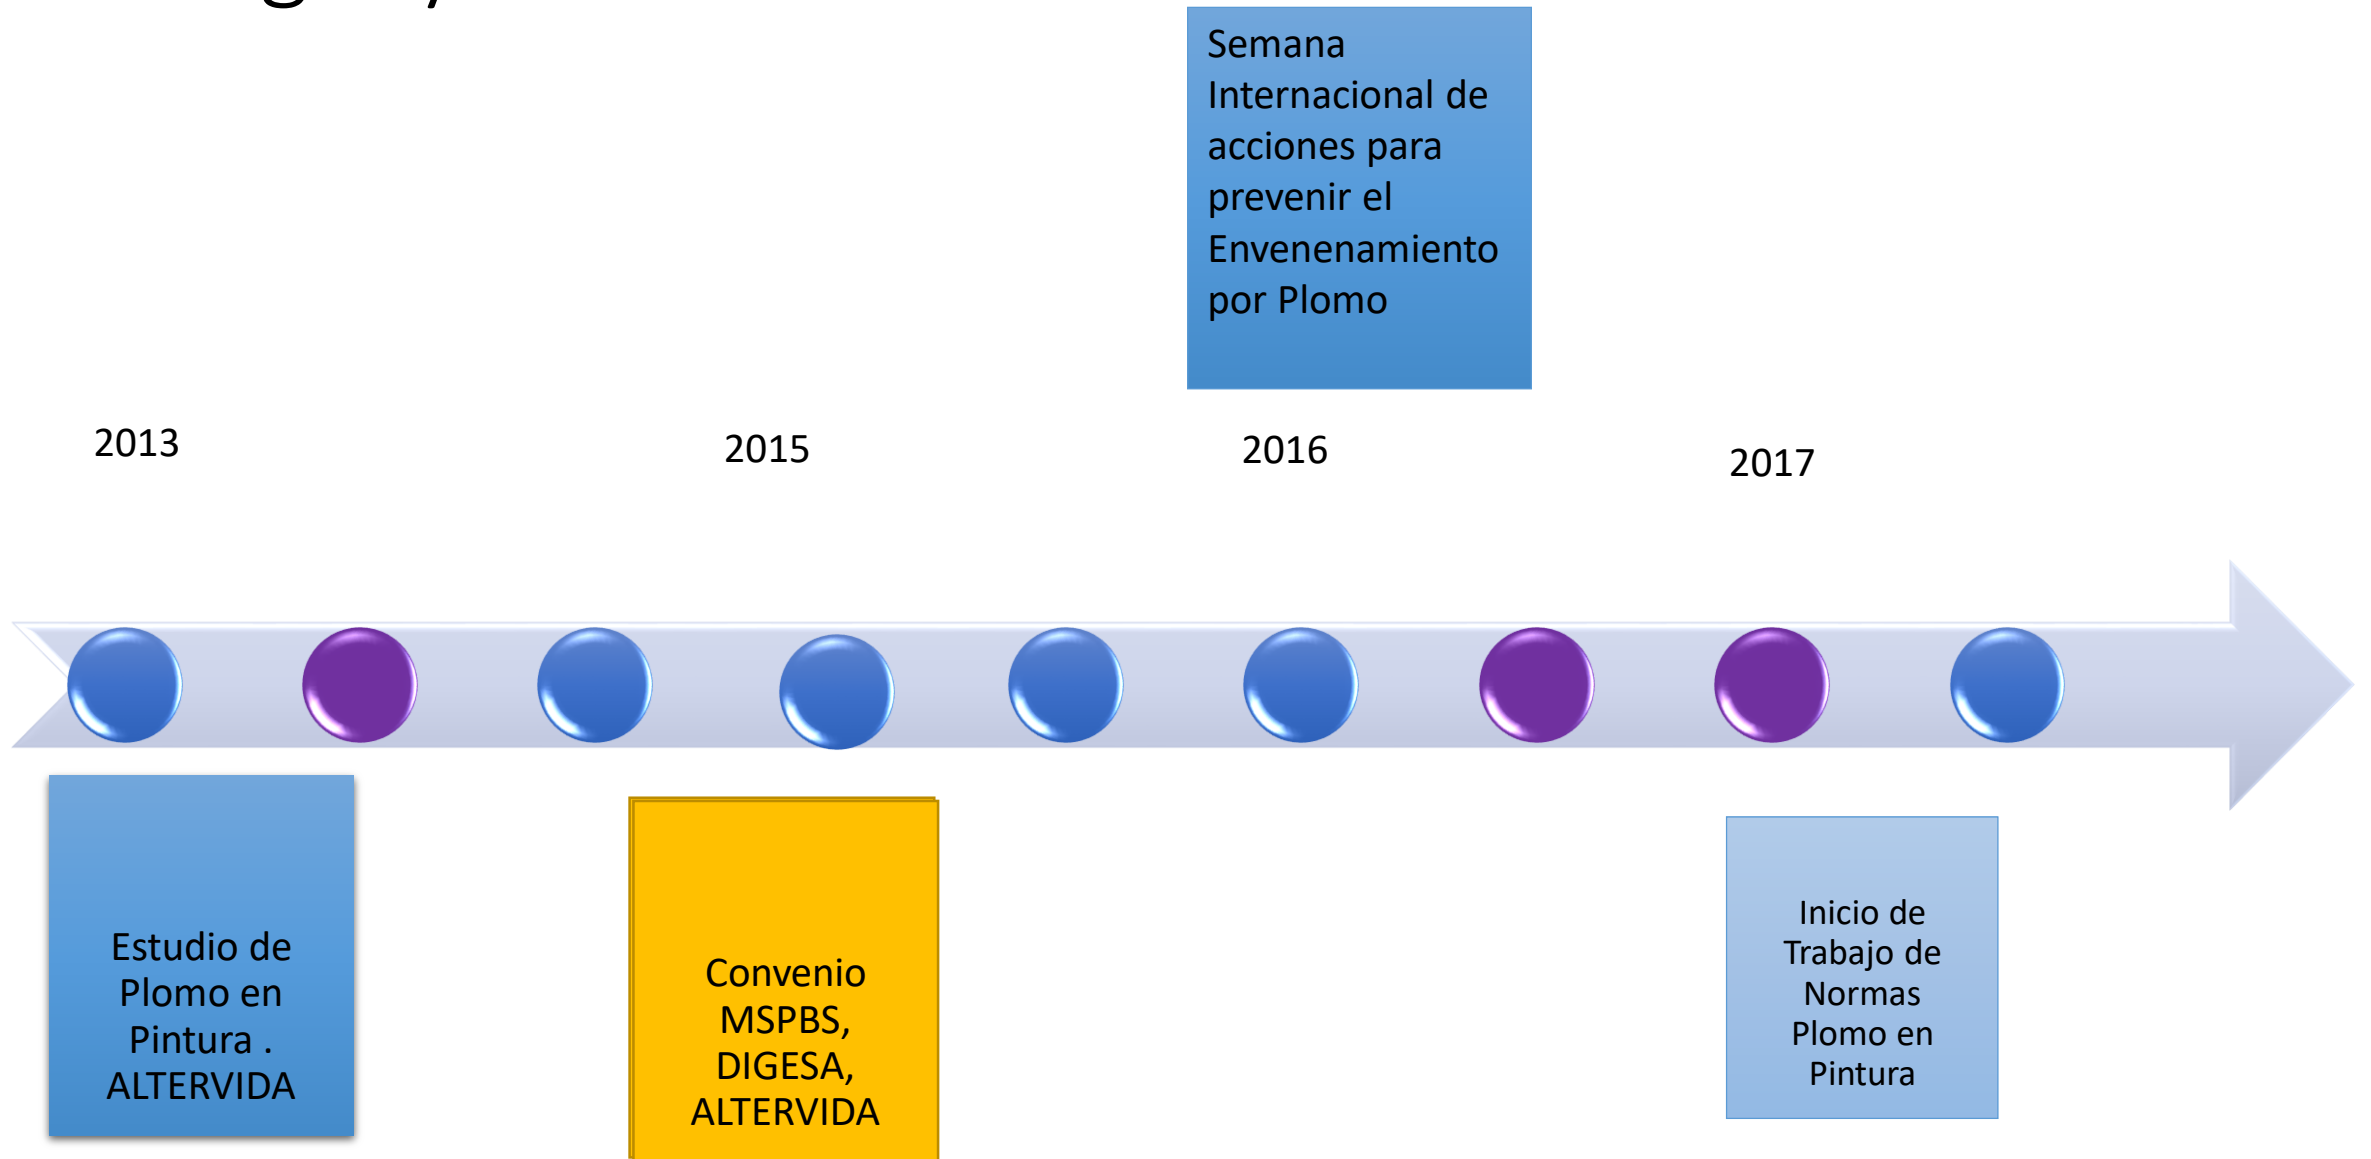 Semana
Internacional de
acciones para
prevenir el
Envenenamiento
por Plomo
2013
2015
2016
2017
Estudio de
Plomo en
Pintura .
ALTERVIDA
Convenio
MSPBS,
DIGESA,
ALTERVIDA
Inicio de
Trabajo de
Normas
Plomo en
Pintura